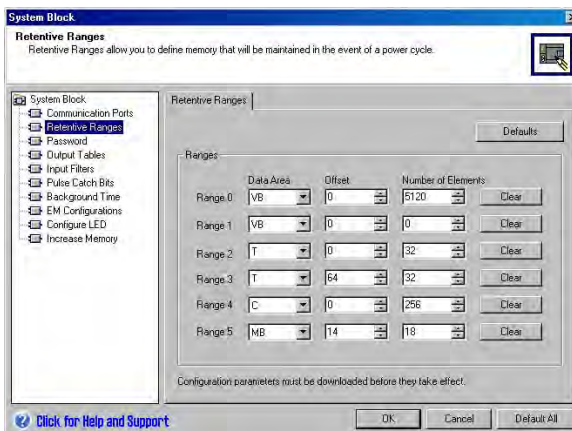 System Block
Retentive Ranges
Retentive Ranges allow you to define memory that will be maintained in the event of a power cycle.
System Block
Communication Ports
Retentive Ranges
Password
Output Tables
Input Filters
Pulse Catch Bits
Background Time
EM Configurations
Configure LED
Increase Memory
Retentive Ranges
Defaults
Ranges
Data Area Offset Number of Elements
Range 0 VB 0 5120 Clear
Range 1 VB 0 0 Clear
Range 2 T 0 32 Clear
Range 3 T 64 32 Clear
Range 4 C 0 256 Clear
Range 5 MB 14 18 Clear
Configuration parameters must be downloaded before they take effect.
Click for Help and Support
OK Cancel Default All